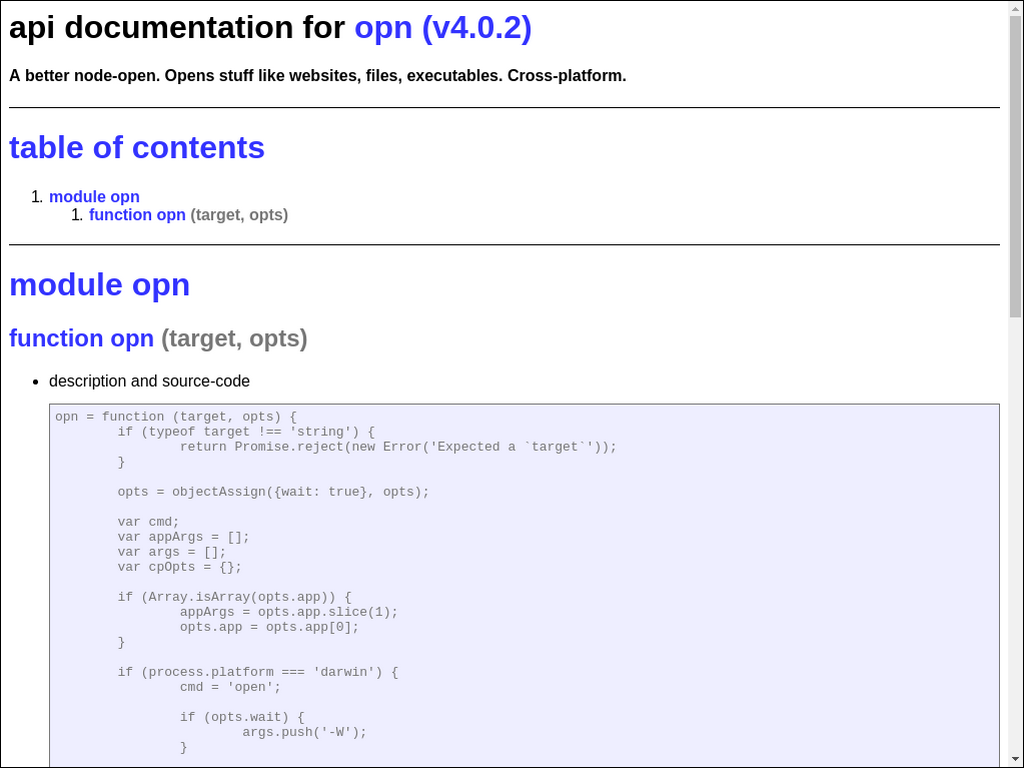 api documentation for opn (v4.0.2)
A better node-open. Opens stuff like websites, files, executables. Cross-platform.
table of contents
1. module opn
1. function opn (target, opts)
module opn
function opn (target, opts)
• description and source-code
opn = function (target, opts) {
        if (typeof target !== 'string') {
                return Promise.reject(new Error('Expected a `target`'));
        }
        opts = objectAssign({wait: true}, opts);
        var cmd;
        var appArgs = [];
        var args = [];
        var cpOpts = {};
        if (Array.isArray(opts.app)) {
                appArgs = opts.app.slice(1);
                opts.app = opts.app[0];
        }
        if (process.platform === 'darwin') {
                cmd = 'open';
                if (opts.wait) {
                        args.push('-W');
                }